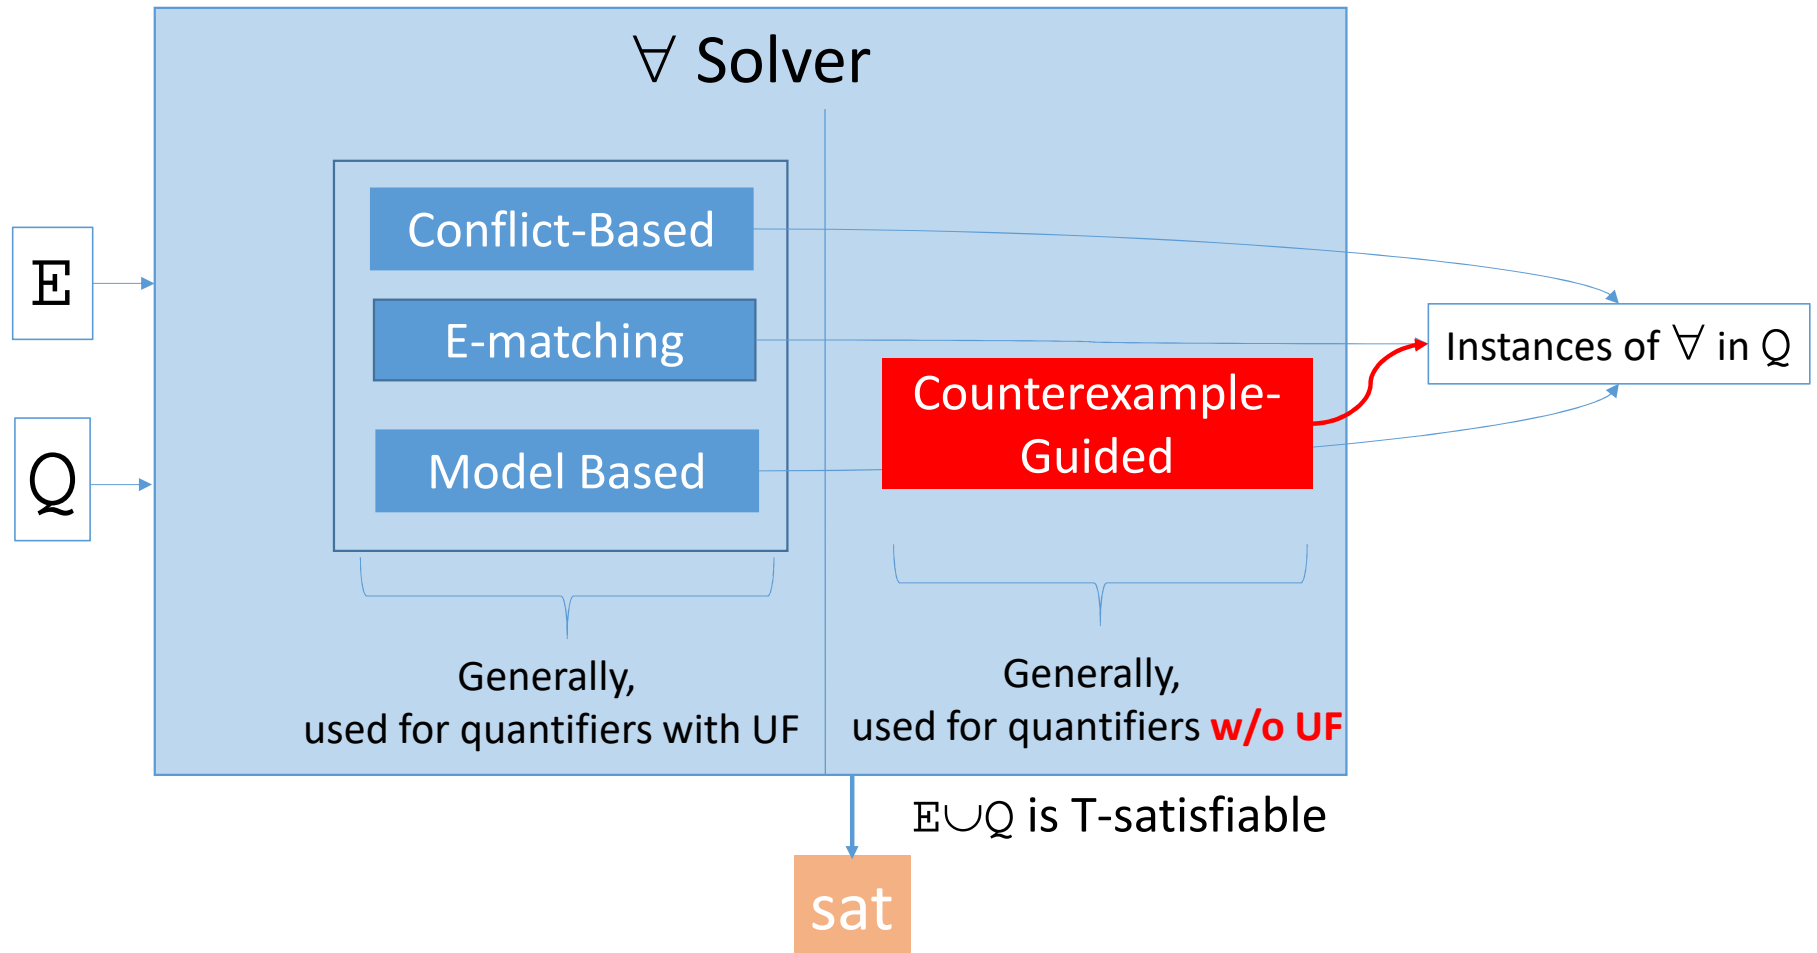 ∀ Solver
Conflict-Based
E-matching
Model Based
E
Q
Counterexample-
Guided
Instances of ∀ in Q
Generally,
used for quantifiers with UF
Generally,
used for quantifiers w/o UF
E∪Q is T-satisfiable
sat